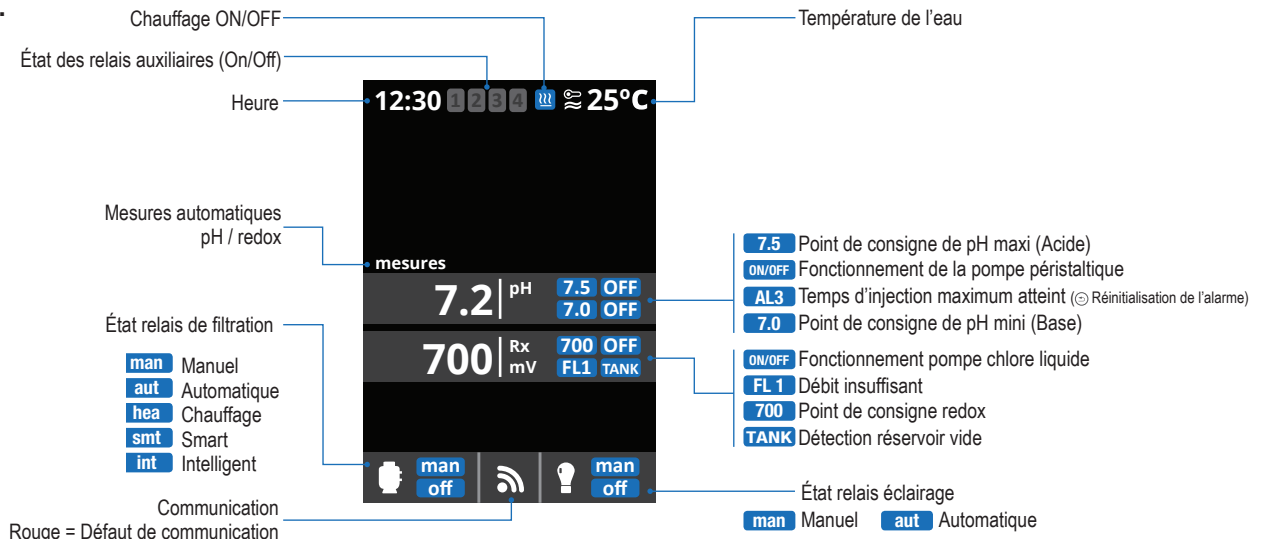 Chauffage ON/OFF
Température de l'eau
État des relais auxiliaires (On/Off)
Heure
12:30 1 2 3 4 25ºC
Mesures automatiques
pH / redox
mesures
7.2 pH 7.5 OFF
7.0 OFF
700 Rx mV 700 OFF
FL1 TANK
7.5 Point de consigne de pH maxi (Acide)
ON/OFF Fonctionnement de la pompe péristaltique
AL3 Temps d'injection maximum atteint (⊕ Réinitialisation de l'alarme)
7.0 Point de consigne de pH mini (Base)
ON/OFF Fonctionnement pompe chlore liquide
FL 1 Débit insuffisant
700 Point de consigne redox
TANK Détection réservoir vide
État relais de filtration
man Manuel
aut Automatique
hea Chauffage
smt Smart
int Intelligent
man
off
man
off
Communication
Rouge = Défaut de communication
État relais éclairage
man Manuel aut Automatique